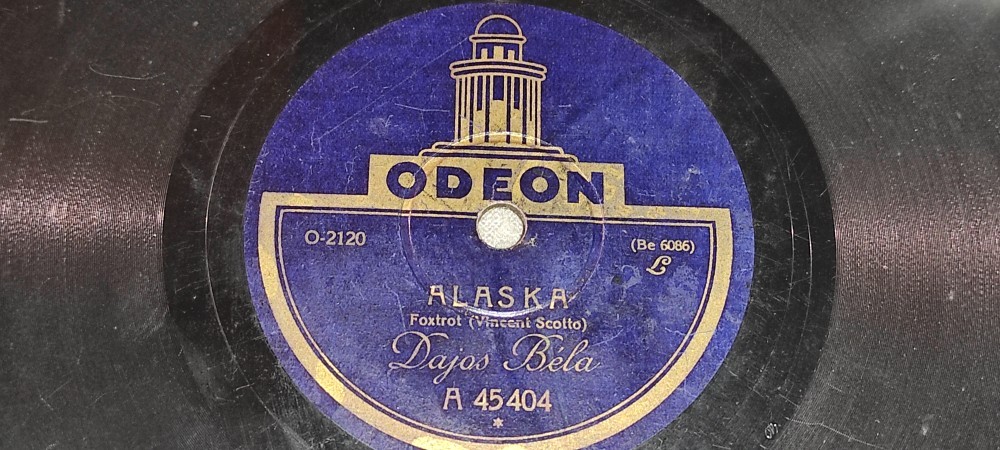 ODEON
O-2120
(Be 6086)
L
ALASKA
Foxtrot (Vincent Scotto)
Dajos Béla
A 45404
*